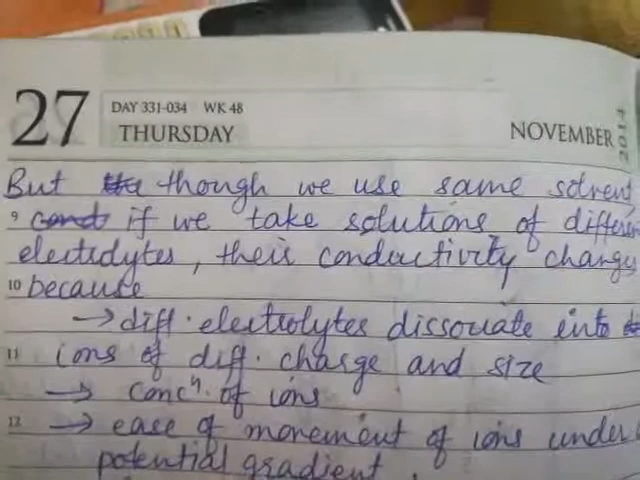 27
DAY 331-034 WK 48
THURSDAY
NOVEMBER
2014
But though we use same solvent,
9 if we take solutions of differen
electrolytes, their conductivity changes
10 because
→ diff. electrolytes dissociate into
11 ions of diff. charge and size
→ concⁿ. of ions
12 → ease of movement of ions under
potential gradient.